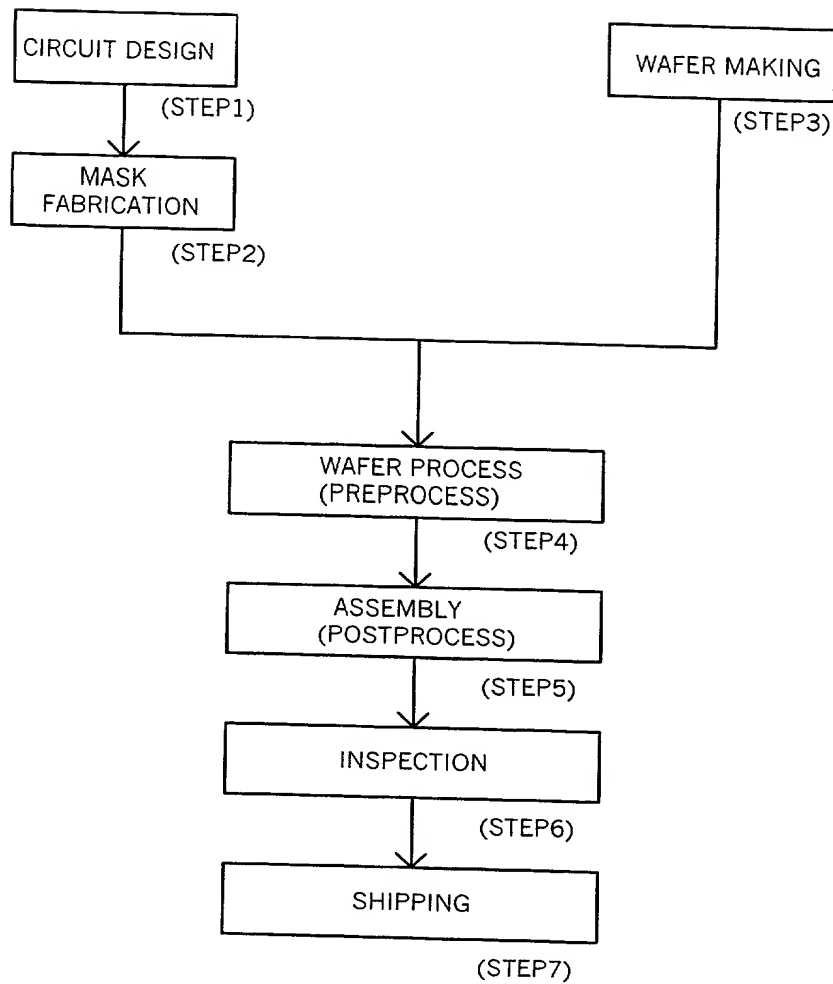 CIRCUIT DESIGN
(STEP1)
WAFER MAKING
(STEP3)
MASK
FABRICATION
(STEP2)
WAFER PROCESS
(PREPROCESS)
(STEP4)
ASSEMBLY
(POSTPROCESS)
(STEP5)
INSPECTION
(STEP6)
SHIPPING
(STEP7)